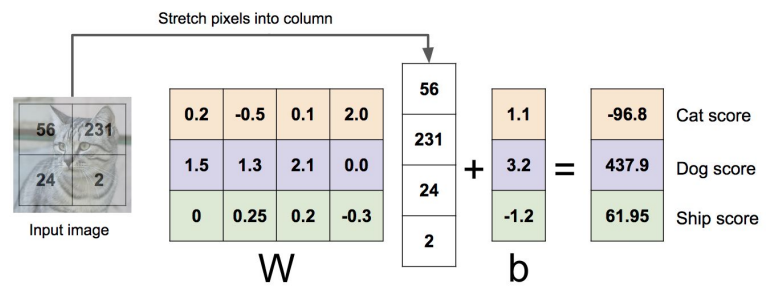 Stretch pixels into column
56 231
24 2
Input image
0.2 -0.5 0.1 2.0
1.5 1.3 2.1 0.0
0 0.25 0.2 -0.3
W
56
231
24
2
+
1.1
3.2
-1.2
b
=
-96.8 Cat score
437.9 Dog score
61.95 Ship score